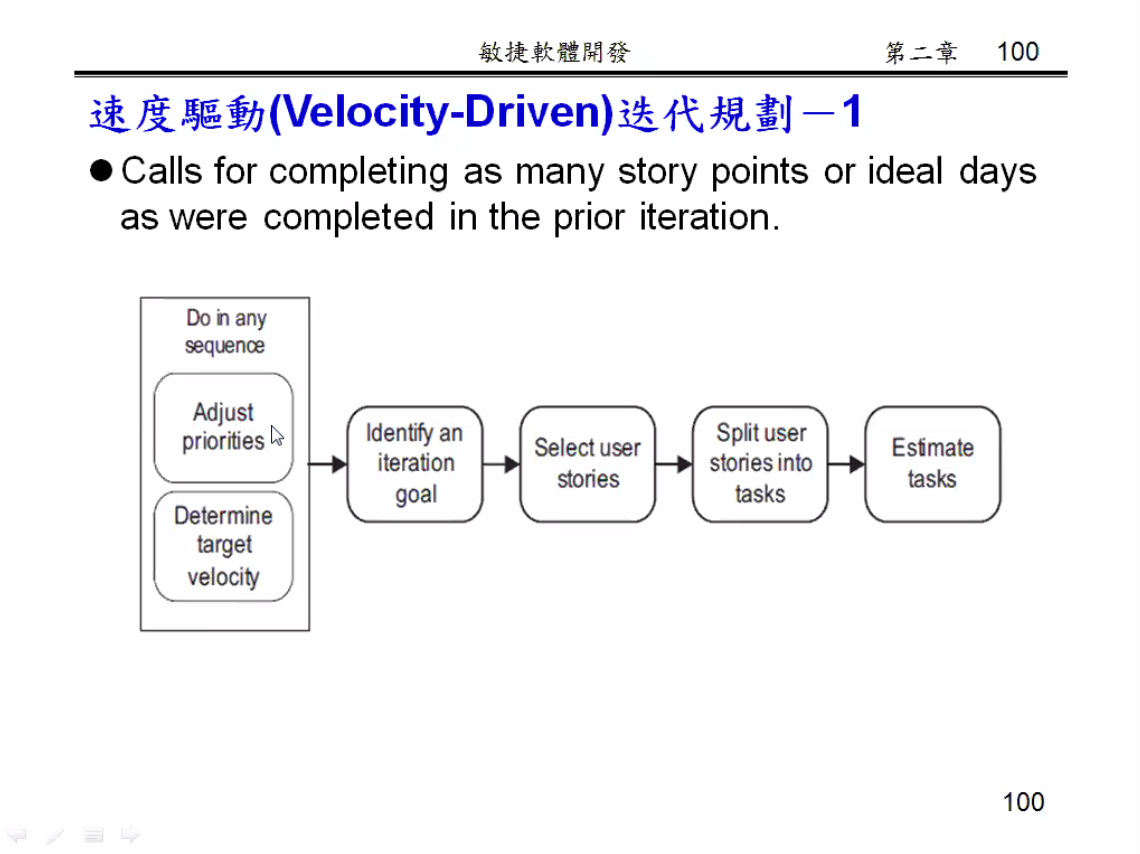 敏捷軟體開發 第二章 100
速度驅動(Velocity-Driven)迭代規劃－1
●Calls for completing as many story points or ideal days
as were completed in the prior iteration.
Do in any
sequence
Adjust
priorities
Determine
target
velocity
Identify an
iteration
goal
Select user
stories
Split user
stories into
tasks
Estimate
tasks
100